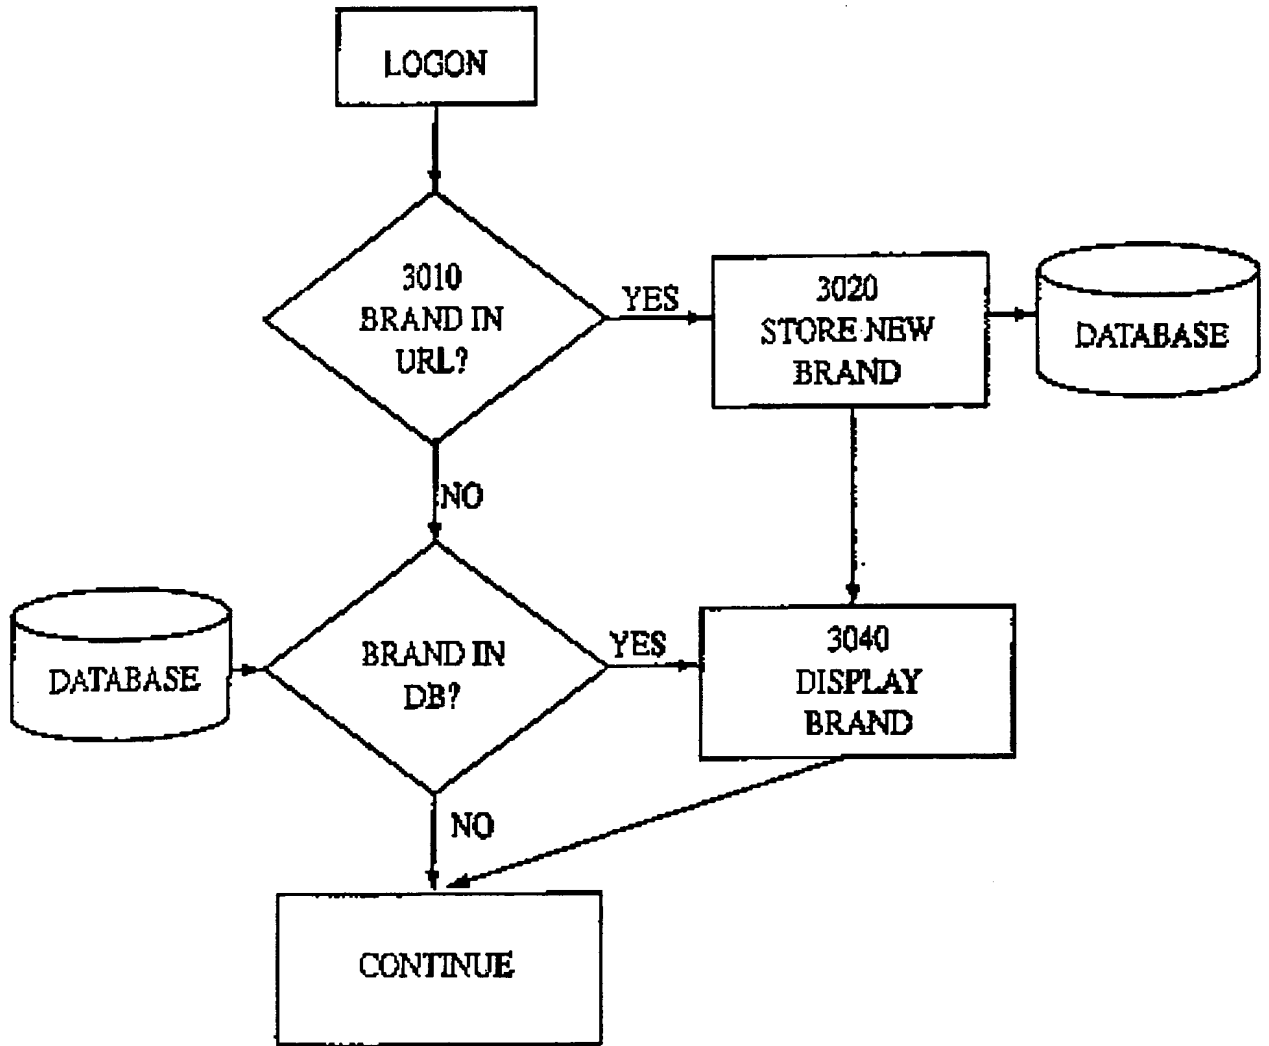 LOGON
3010
BRAND IN
URL?
YES
3020
STORE NEW
BRAND
DATABASE
NO
DATABASE
BRAND IN
DB?
YES
3040
DISPLAY
BRAND
NO
CONTINUE